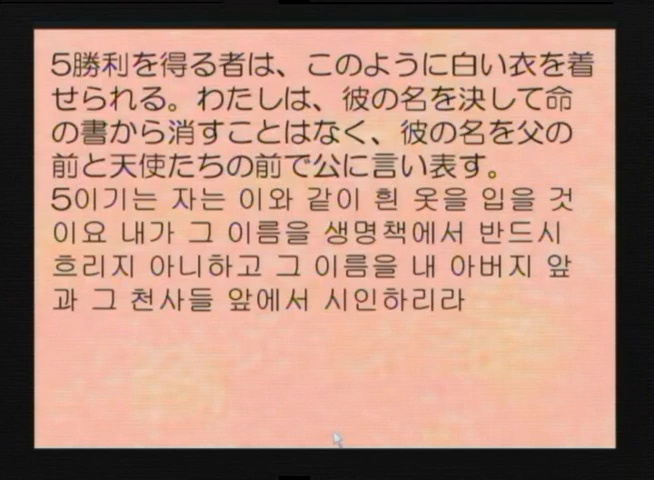 5勝利を得る者は、このように白い衣を着
せられる。わたしは、彼の名を決して命
の書から消すことはなく、彼の名を父の
前と天使たちの前で公に言い表す。
5이기는 자는 이와 같이 흰 옷을 입을 것
이요 내가 그 이름을 생명책에서 반드시
흐리지 아니하고 그 이름을 내 아버지 앞
과 그 천사들 앞에서 시인하리라